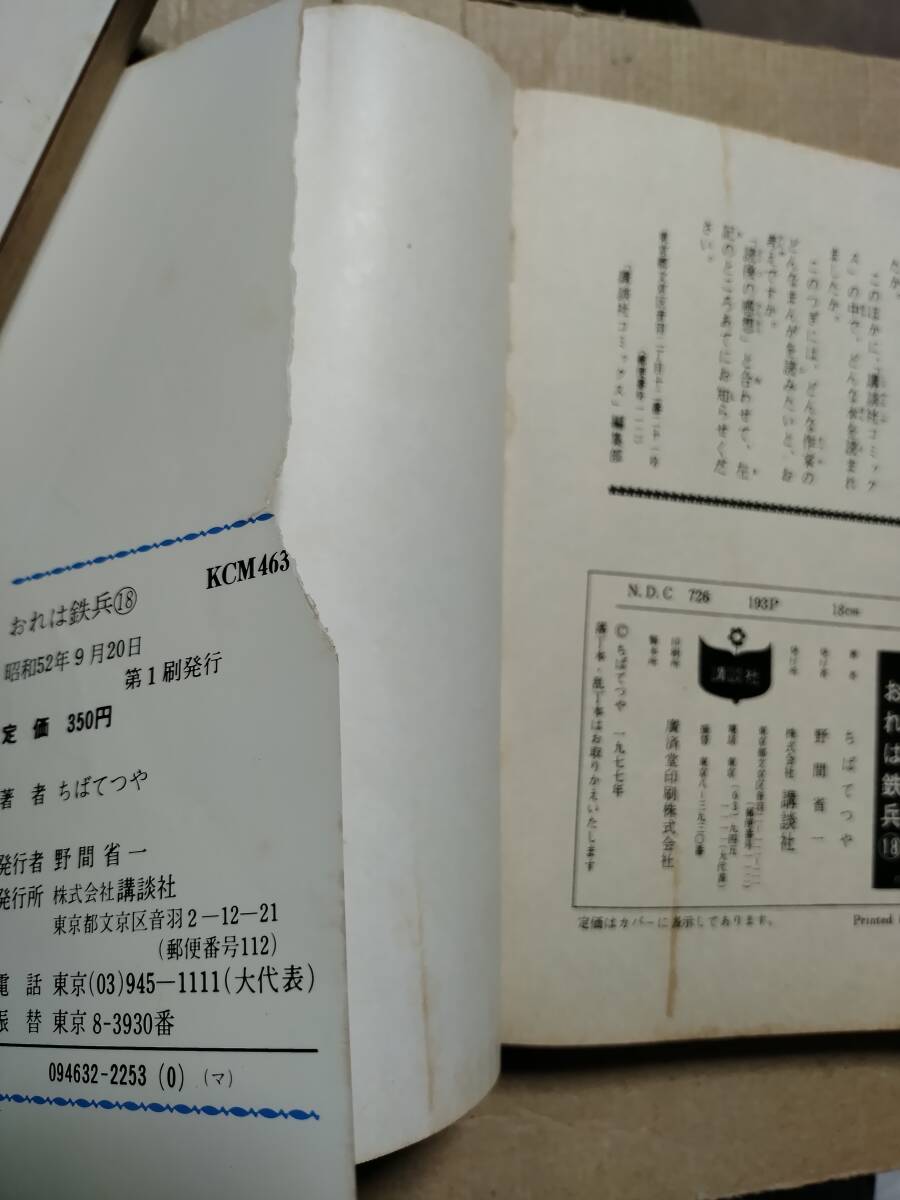 KCM463
おれは鉄兵⑱
昭和52年9月20日
第1刷発行
定 価 350円
著 者 ちばてつや
発行者 野間省一
発行所 株式会社講談社
東京都文京区音羽2－12－21
(郵便番号112)
電 話 東京(03)945－1111(大代表)
振 替 東京8-3930番
094632-2253 (0) (マ)
このほかに、「講談社コミック
ス」の中で、どんな本を読まれ
ましたか。
このつぎには、どんな作家の
どんなまんがを読みたいと、お
考えですか。
「読後の感想」と合わせて、左
記のところあてにお知らせくだ
さい。
「講談社コミックス」編集部
N.D.C 726 193P 18cm
おれは鉄兵⑱
ちばてつや
野間省一
株式会社 講談社
講談社
廣済堂印刷株式会社
© ちばてつや 一九七七年
落丁本・乱丁本はお取りかえいたします
定価はカバーに表示してあります。
Printed